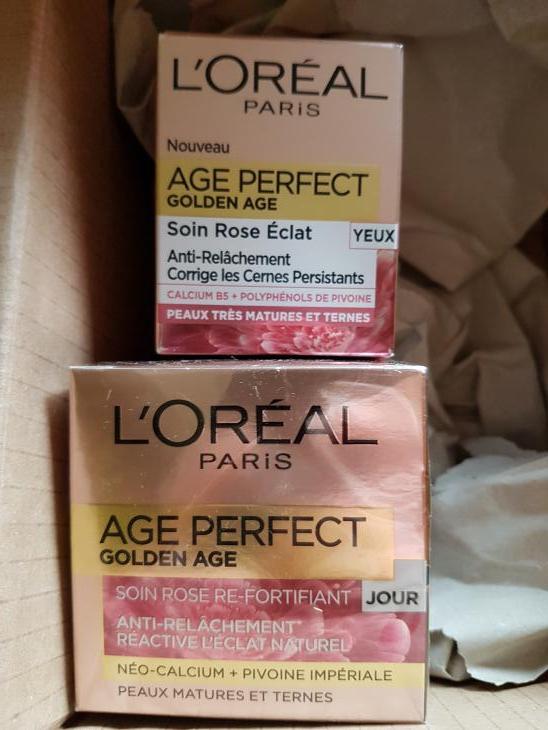 L'ORÉAL
PARiS
Nouveau
AGE PERFECT
GOLDEN AGE
Soin Rose Éclat
YEUX
Anti-Relâchement
Corrige les Cernes Persistants
CALCIUM B5 + POLYPHÉNOLS DE PIVOINE
PEAUX TRÈS MATURES ET TERNES
L'ORÉAL
PARiS
AGE PERFECT
GOLDEN AGE
SOIN ROSE RE-FORTIFIANT
JOUR
ANTI-RELÂCHEMENT
RÉACTIVE L'ÉCLAT NATUREL
NÉO-CALCIUM + PIVOINE IMPÉRIALE
PEAUX MATURES ET TERNES